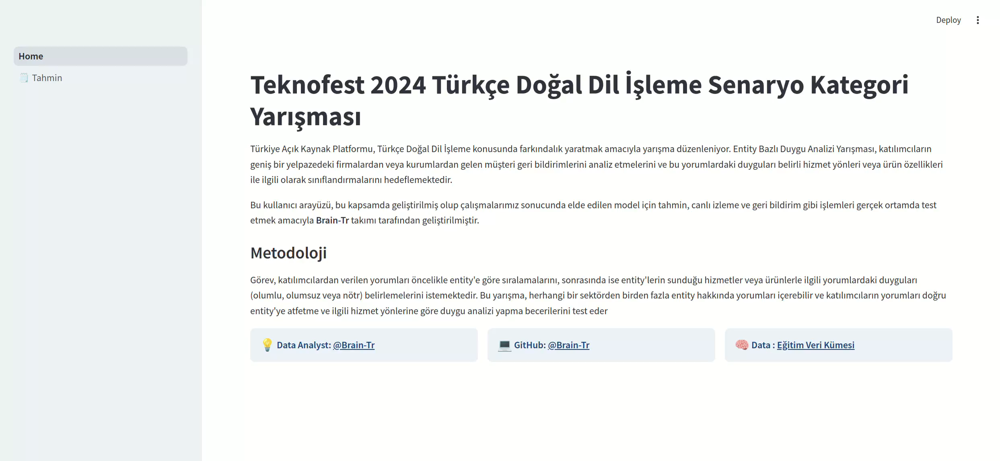 Deploy
Home
Tahmin
Teknofest 2024 Türkçe Doğal Dil İşleme Senaryo Kategori
Yarışması
Türkiye Açık Kaynak Platformu, Türkçe Doğal Dil İşleme konusunda farkındalık yaratmak amacıyla yarışma düzenleniyor. Entity Bazlı Duygu Analizi Yarışması, katılımcıların
geniş bir yelpazedeki firmalardan veya kurumlardan gelen müşteri geri bildirimlerini analiz etmelerini ve bu yorumlardaki duyguları belirli hizmet yönleri veya ürün özellikleri
ile ilgili olarak sınıflandırmalarını hedeflemektedir.
Bu kullanıcı arayüzü, bu kapsamda geliştirilmiş olup çalışmalarımız sonucunda elde edilen model için tahmin, canlı izleme ve geri bildirim gibi işlemleri gerçek ortamda test
etmek amacıyla Brain-Tr takımı tarafından geliştirilmiştir.
Metodoloji
Görev, katılımcılardan verilen yorumları öncelikle entity'e göre sıralamalarını, sonrasında ise entity'lerin sunduğu hizmetler veya ürünlerle ilgili yorumlardaki duyguları
(olumlu, olumsuz veya nötr) belirlemelerini istemektedir. Bu yarışma, herhangi bir sektörden birden fazla entity hakkında yorumları içerebilir ve katılımcıların yorumları doğru
entity'ye atfetme ve ilgili hizmet yönlerine göre duygu analizi yapma becerilerini test eder
Data Analyst: @Brain-Tr
GitHub: @Brain-Tr
Data : Eğitim Veri Kümesi